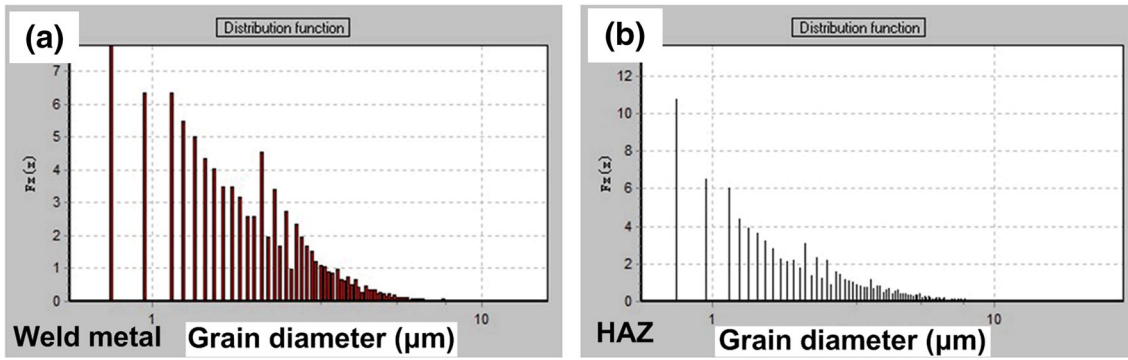 (a)
Distribution function
7
6
5
4
3
2
1
0
Fz(z)
1
10
Weld metal
Grain diameter (μm)
(b)
Distribution function
12
10
8
6
4
2
0
Fz(z)
1
10
HAZ
Grain diameter (μm)